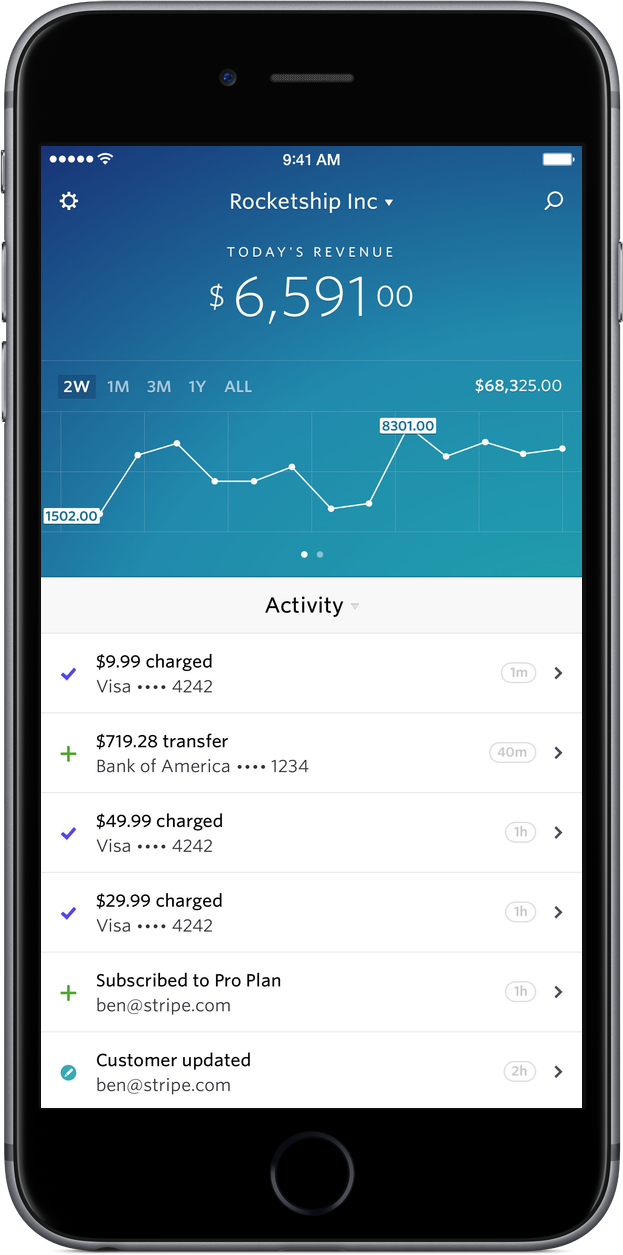 9:41 AM
Rocketship Inc
TODAY'S REVENUE
$6,591 00
2W 1M 3M 1Y ALL $68,325.00
8301.00
1502.00
Activity
$9.99 charged
Visa •••• 4242 1m
$719.28 transfer
Bank of America •••• 1234 40m
$49.99 charged
Visa •••• 4242 1h
$29.99 charged
Visa •••• 4242 1h
Subscribed to Pro Plan
ben@stripe.com 1h
Customer updated
ben@stripe.com 2h